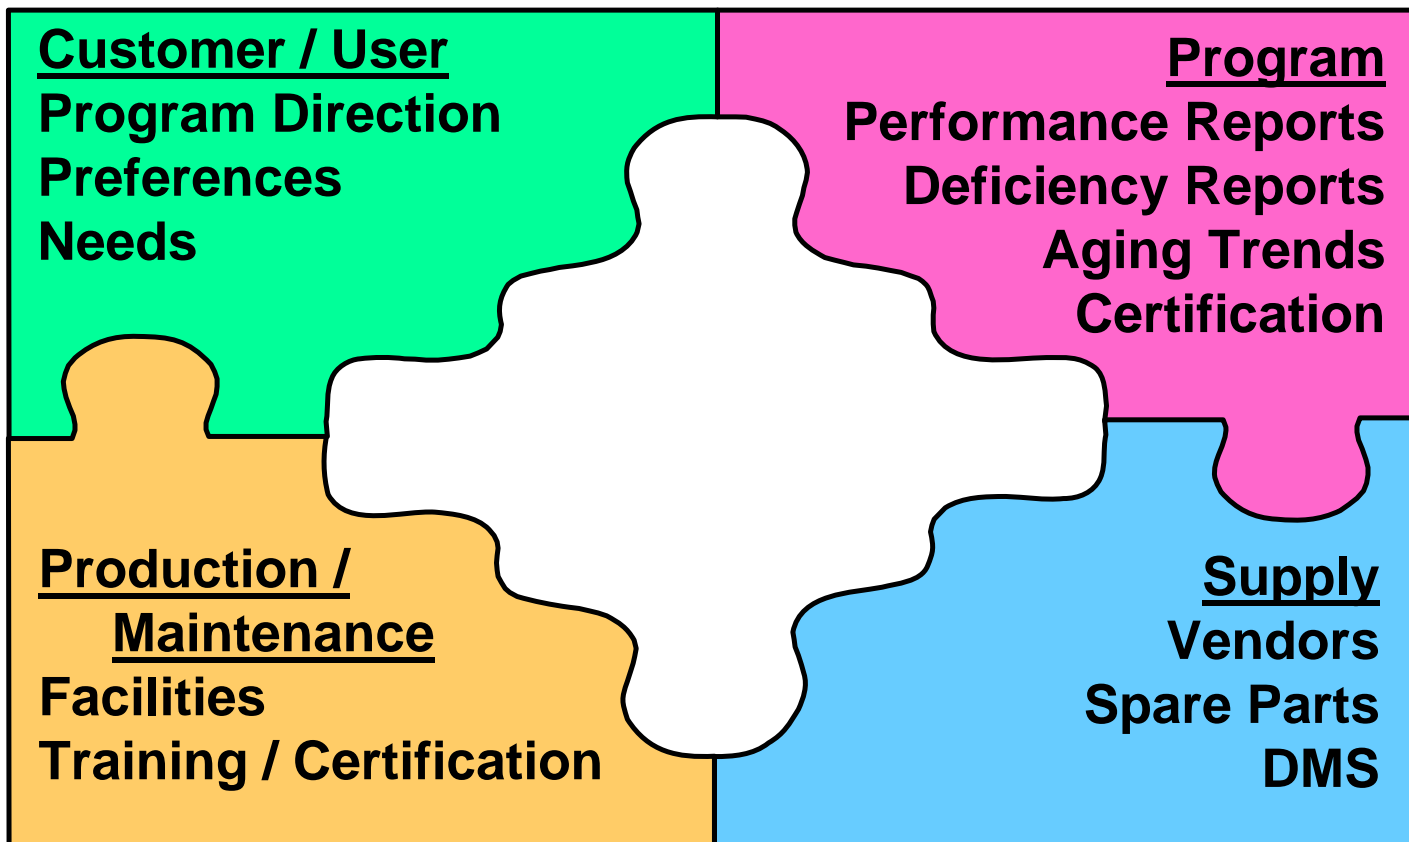 Customer / User
Program Direction
Preferences
Needs
Program
Performance Reports
Deficiency Reports
Aging Trends
Certification
Production /
Maintenance
Facilities
Training / Certification
Supply
Vendors
Spare Parts
DMS